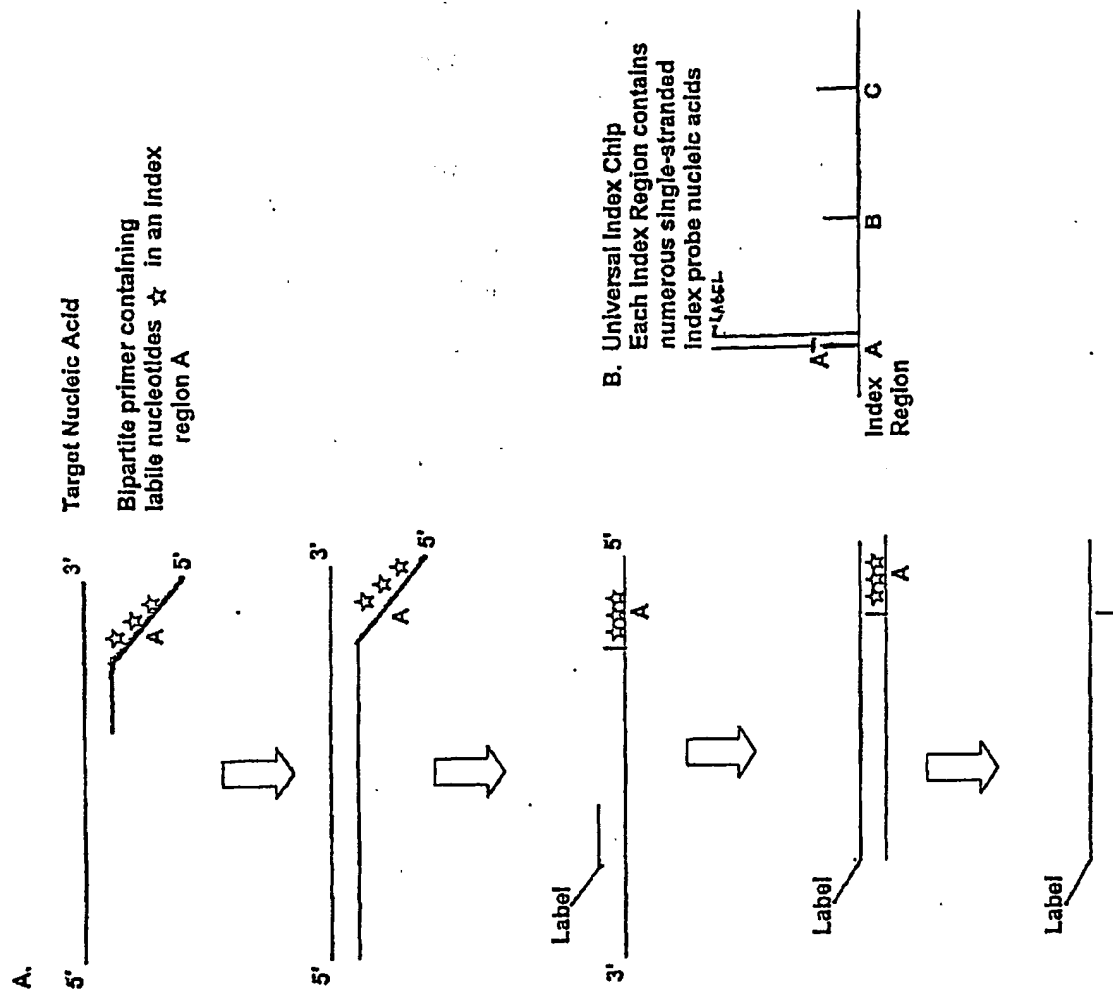 A.
5'
3'
Target Nucleic Acid
A
5'
Bipartite primer containing
labile nucleotides ☆ in an Index
region A
5'
3'
A
5'
Label
3'
A
5'
Label
A
Label
B. Universal Index Chip
Each Index Region contains
numerous single-stranded
index probe nucleic acids
LABEL
A'
Index
Region
A
B
C